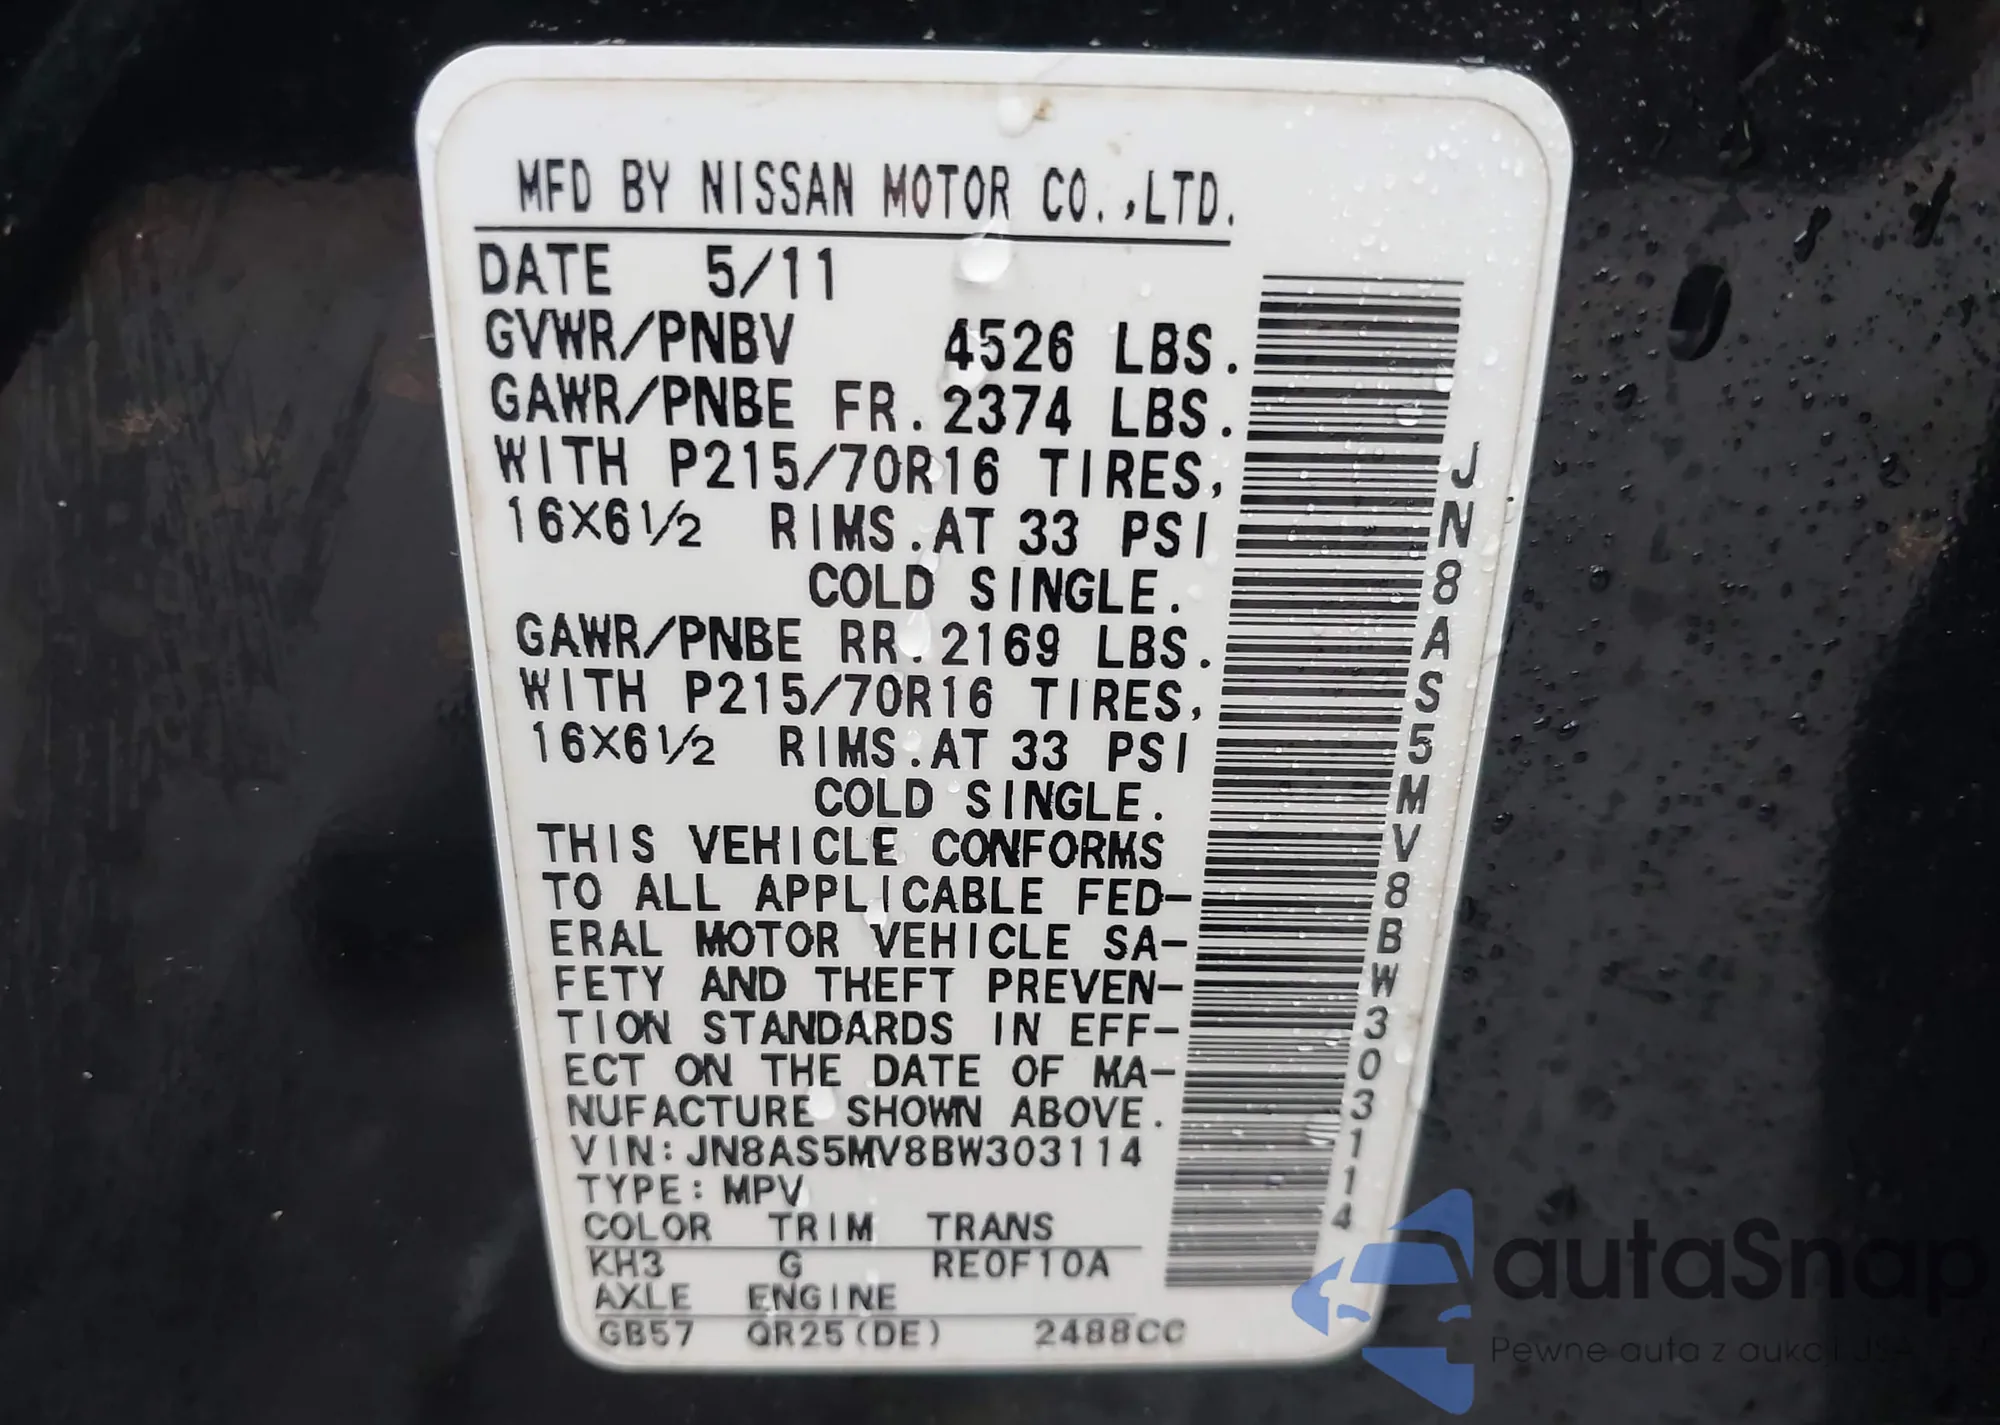 MFD BY NISSAN MOTOR CO.,LTD.
DATE 5/11
GVWR/PNBV 4526 LBS.
GAWR/PNBE FR. 2374 LBS.
WITH P215/70R16 TIRES,
16X6½ RIMS.AT 33 PSI
COLD SINGLE.
GAWR/PNBE RR. 2169 LBS.
WITH P215/70R16 TIRES,
16X6½ RIMS.AT 33 PSI
COLD SINGLE.
THIS VEHICLE CONFORMS
TO ALL APPLICABLE FED-
ERAL MOTOR VEHICLE SA-
FETY AND THEFT PREVEN-
TION STANDARDS IN EFF-
ECT ON THE DATE OF MA-
NUFACTURE SHOWN ABOVE.
VIN:JN8AS5MV8BW303114
TYPE:MPV
COLOR TRIM TRANS
KH3 G RE0F10A
AXLE ENGINE
GB57 QR25(DE) 2488CC
JN8AS5MV8BW303114
autaSnap
Pewne auta z aukcji